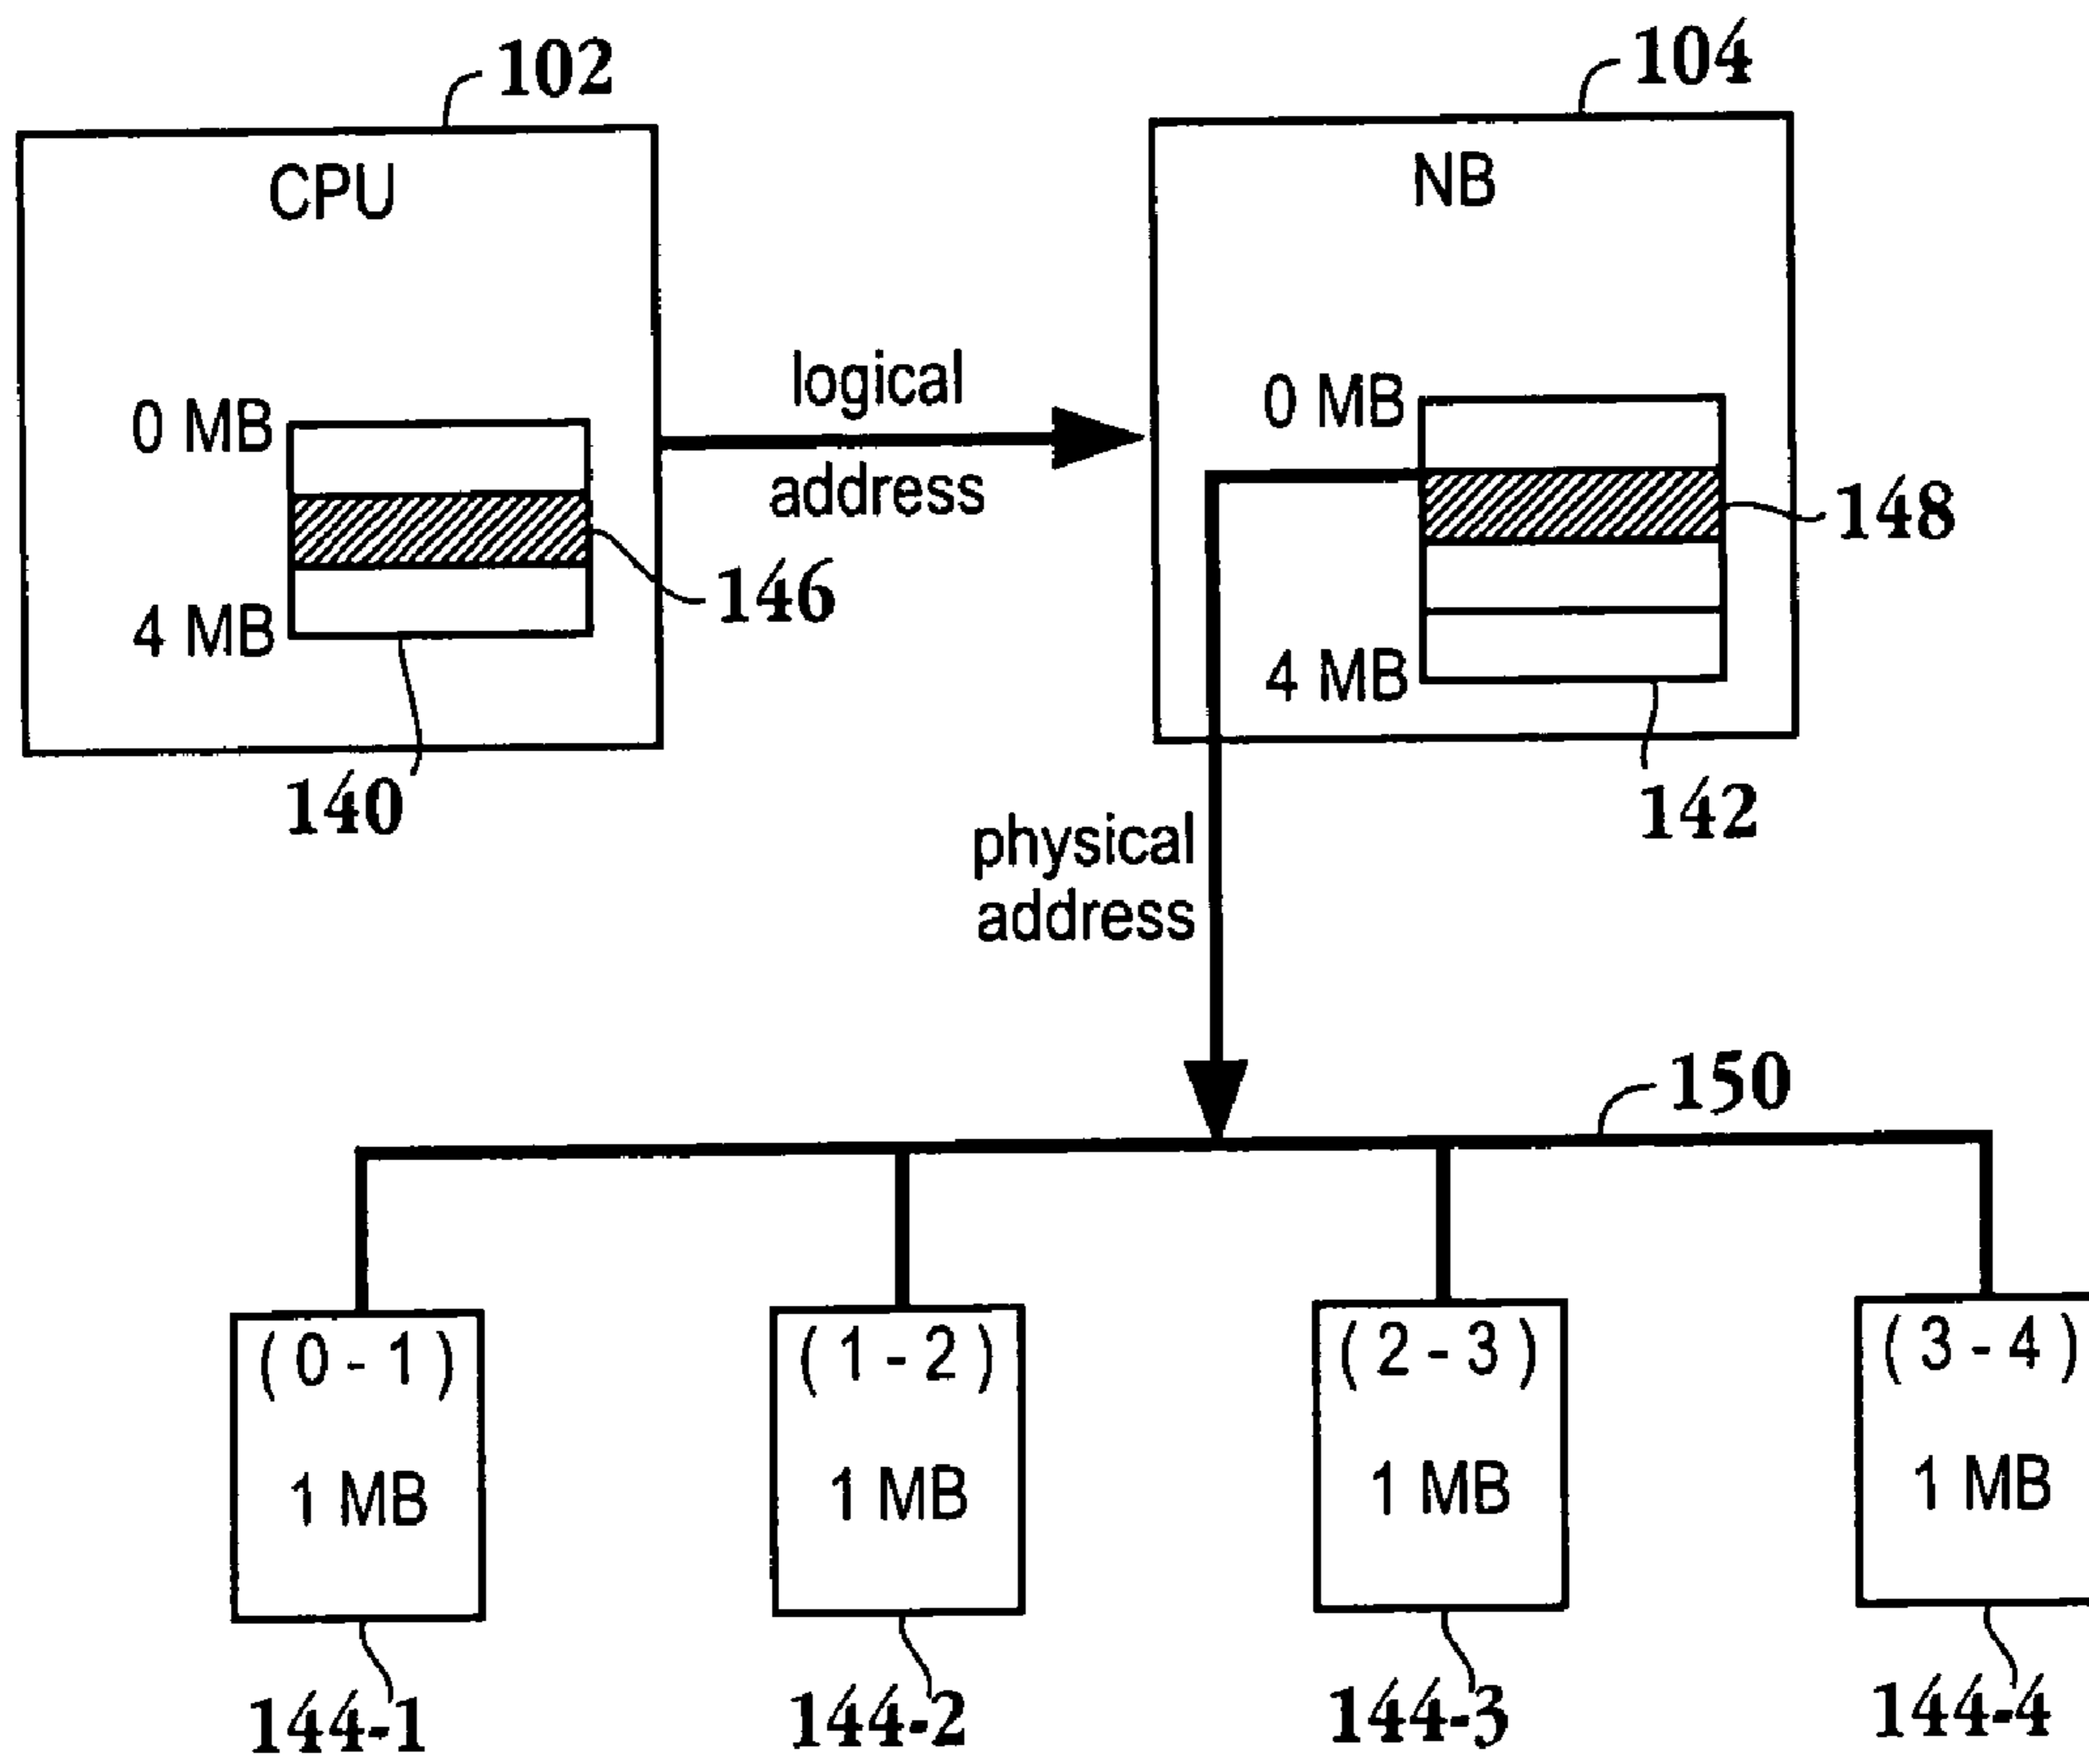 102
104
CPU
NB
logical
address
0 MB
4 MB
146
140
0 MB
4 MB
148
142
physical
address
150
( 0 - 1 )
1 MB
( 1 - 2 )
1 MB
( 2 - 3 )
1 MB
( 3 - 4 )
1 MB
144-1
144-2
144-3
144-4